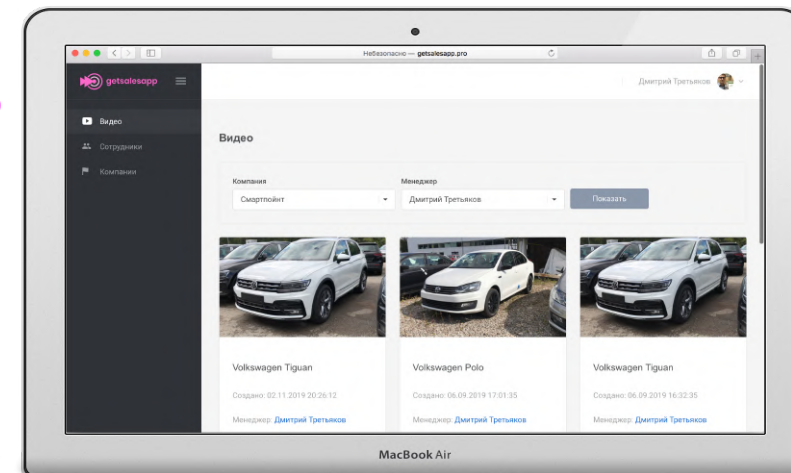 Небезопасно — getsalesapp.pro
getsalesapp
Дмитрий Третьяков
Видео
Сотрудники
Компании
Видео
Компания Менеджер
Смартпойнт Дмитрий Третьяков Показать
Volkswagen Tiguan Volkswagen Polo Volkswagen Tiguan
Создано: 02.11.2019 20:26:12 Создано: 06.09.2019 17:01:35 Создано: 06.09.2019 16:32:35
Менеджер: Дмитрий Третьяков Менеджер: Дмитрий Третьяков Менеджер: Дмитрий Третьяков
MacBook Air